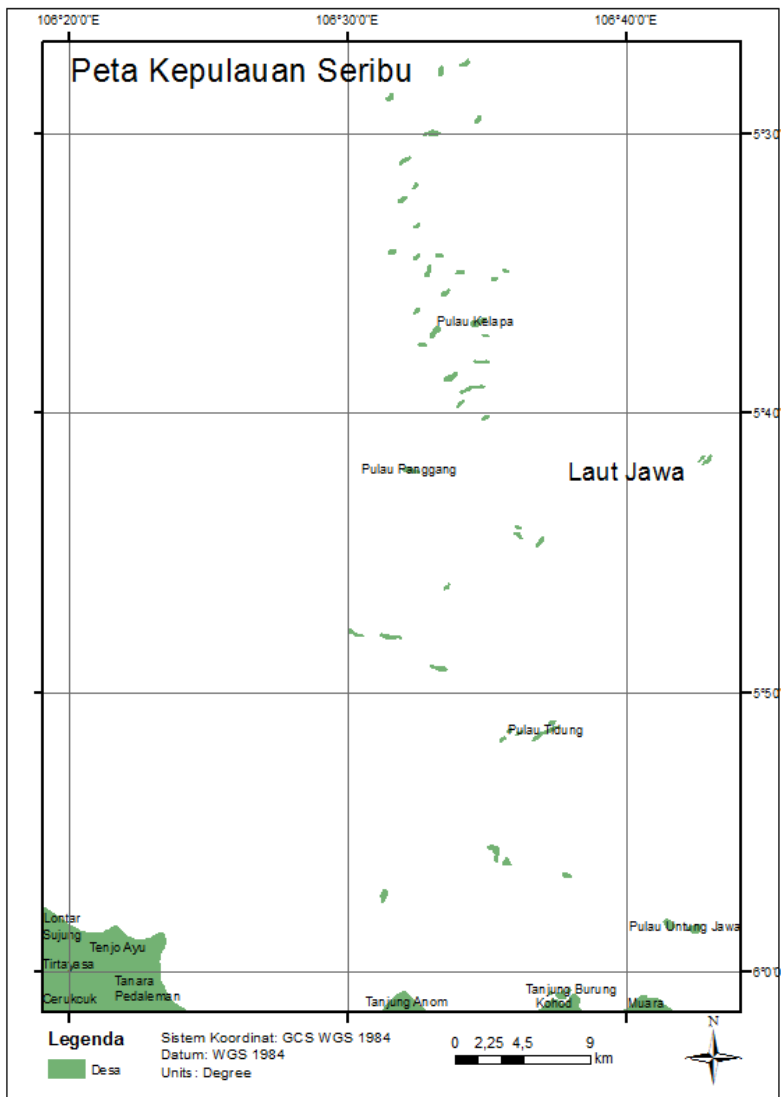 106°20'0"E 106°30'0"E 106°40'0"E
Peta Kepulauan Seribu
5°30'
Pulau Kelapa
5°40'
Pulau Panggang
Laut Jawa
5°50'
Pulau Tidung
Lontar
Pulau Untung Jawa
Sujung
Tenjo Ayu
Tirtayasa
6°0'0
Tanara
Pedaleman
Cerukouk
Tanjung Anom
Tanjung Burung
Kohod
Muara
Legenda
Desa
Sistem Koordinat: GCS WGS 1984
Datum: WGS 1984
Units : Degree
0 2,25 4,5 9
km
N